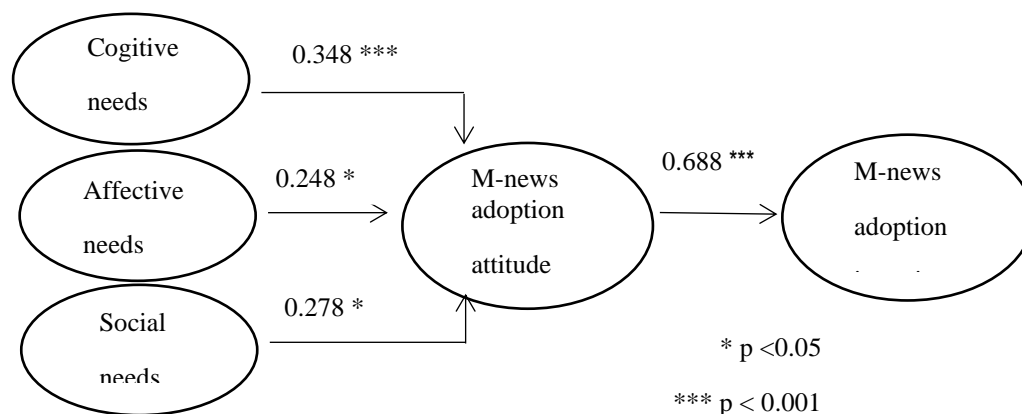 Cogitive
needs
0.348 ***
Affective
needs
0.248 *
Social
needs
0.278 *
M-news
adoption
attitude
0.688 ***
M-news
adoption
* p <0.05
*** p < 0.001